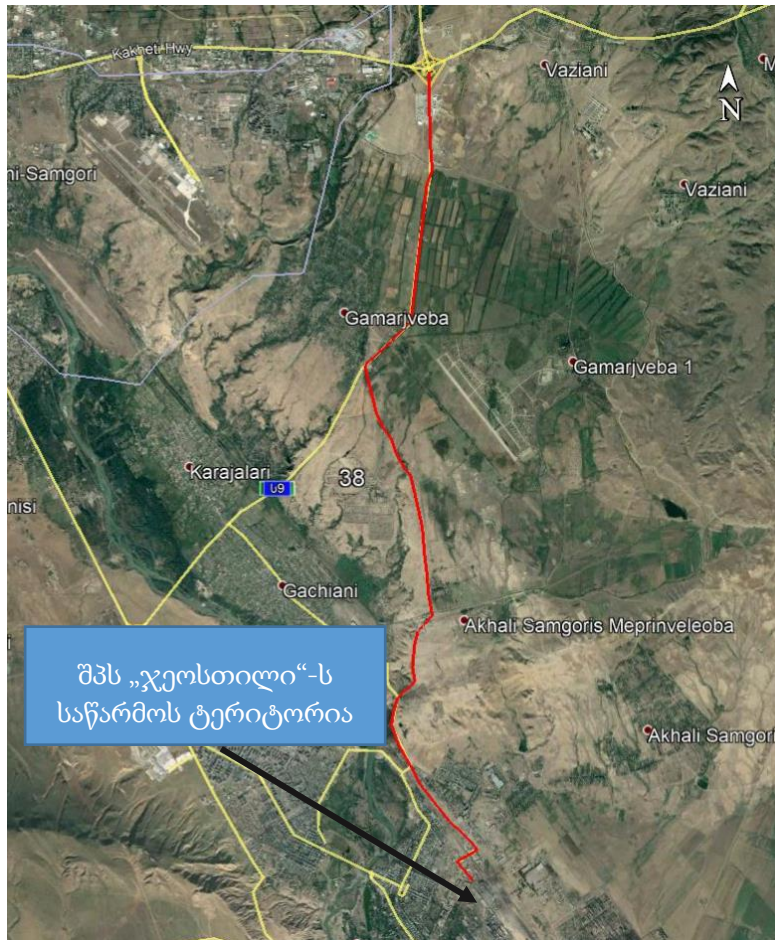 Kakheti Hwy
Vaziani
M
N
ni-Samgori
Vaziani
Gamarjveba
Gamarjveba 1
Karajalari
38
ს9
nisi
Gachiani
Akhali Samgoris Meprinveleoba
შპს „ჯეოსთილი“-ს
საწარმოს ტერიტორია
Akhali Samgori